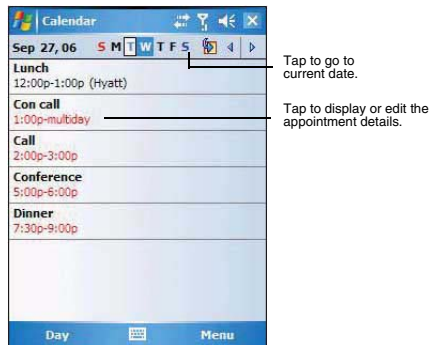 Calendar
Sep 27, 06 S M T W T F S
Lunch
12:00p-1:00p (Hyatt)
Con call
1:00p-multiday
Call
2:00p-3:00p
Conference
5:00p-6:00p
Dinner
7:30p-9:00p
Day Menu
Tap to go to
current date.
Tap to display or edit the
appointment details.